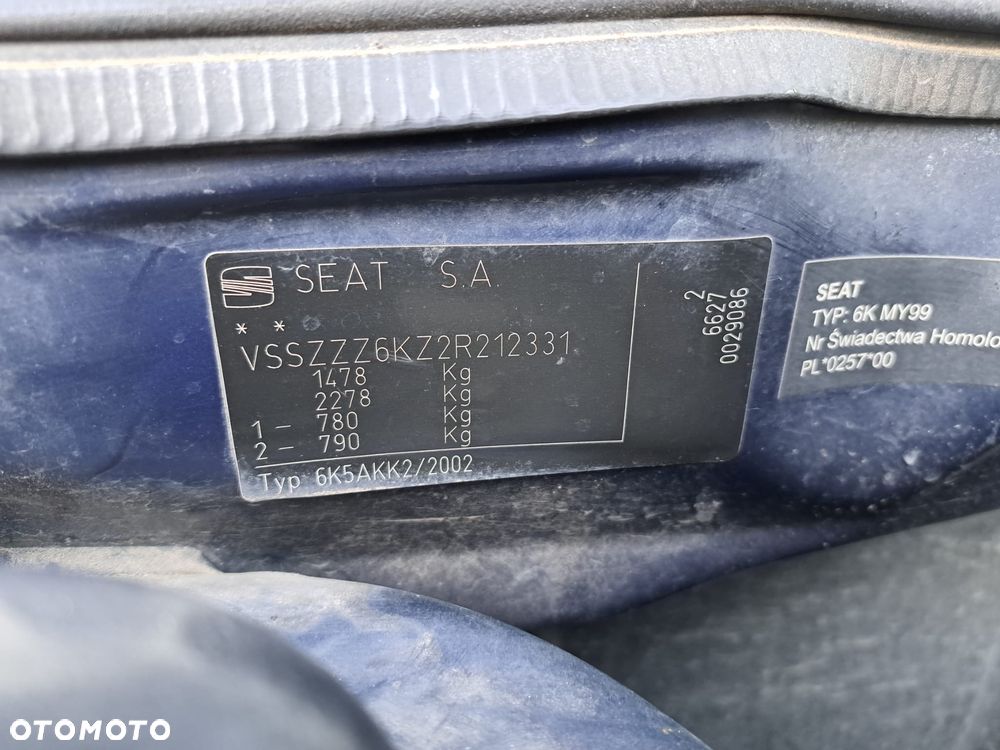 SEAT S.A.
* *
VSSZZZ6KZ2R212331
1478 Kg
2278 Kg
1 - 780 Kg
2 - 790 Kg
Typ 6K5AKK2/2002
2
6627
0029086
SEAT
TYP: 6K MY99
Nr Świadectwa Homolo
PL*0257*00
OTOMOTO